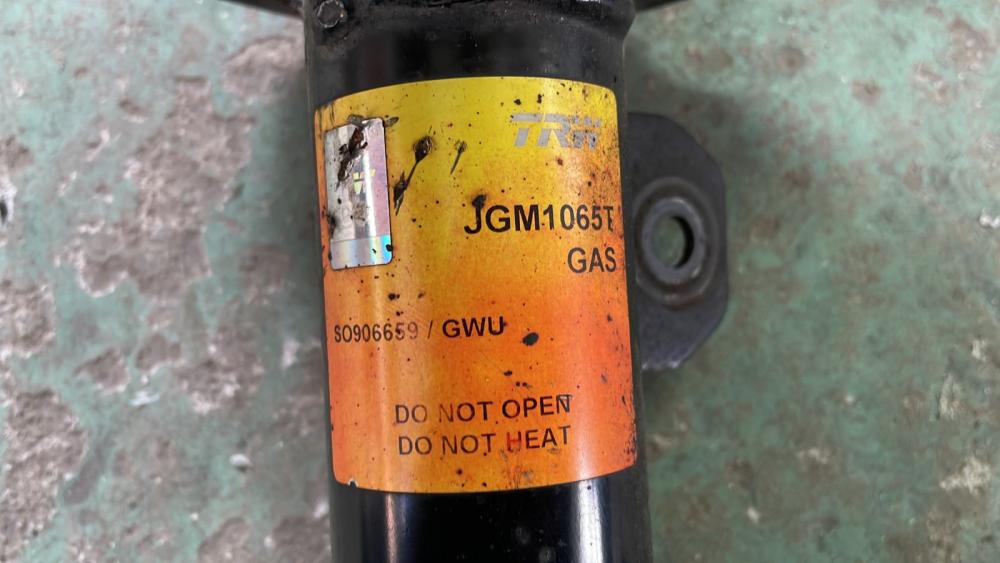 TRW
JGM1065T
GAS
SO906659 / GWU
DO NOT OPEN
DO NOT HEAT